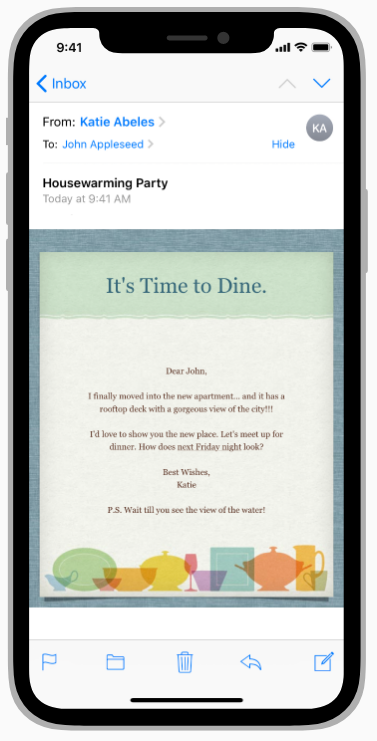 9:41
Inbox
From: Katie Abeles
KA
To: John Appleseed
Hide
Housewarming Party
Today at 9:41 AM
It's Time to Dine.
Dear John,
I finally moved into the new apartment... and it has a
rooftop deck with a gorgeous view of the city!!!
I'd love to show you the new place. Let's meet up for
dinner. How does next Friday night look?
Best Wishes,
Katie
P.S. Wait till you see the view of the water!